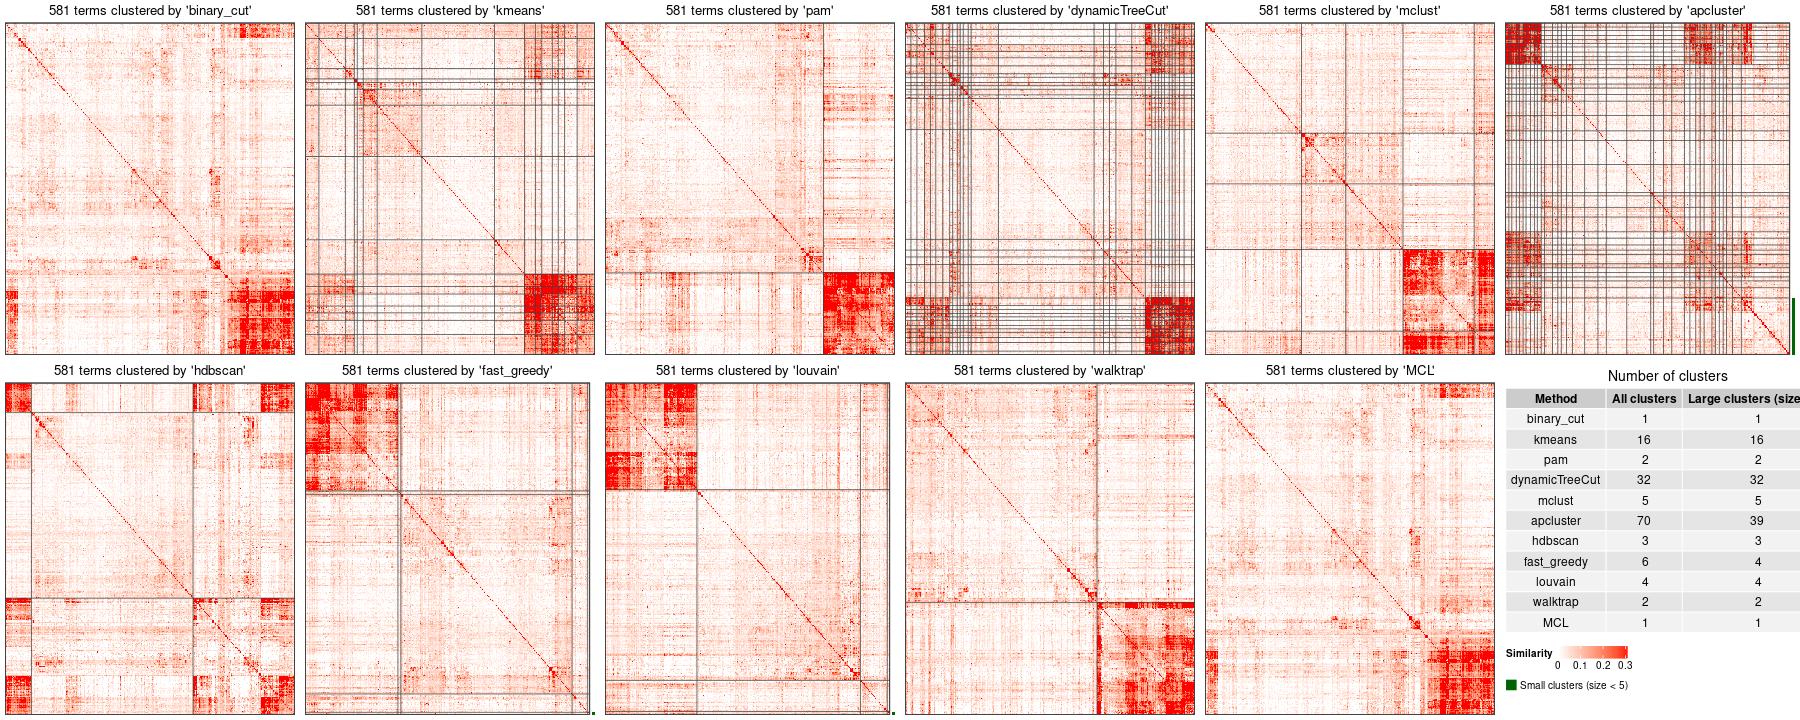 581 terms clustered by 'binary_cut'
581 terms clustered by 'kmeans'
581 terms clustered by 'pam'
581 terms clustered by 'dynamicTreeCut'
581 terms clustered by 'mclust'
581 terms clustered by 'apcluster'
581 terms clustered by 'hdbscan'
581 terms clustered by 'fast_greedy'
581 terms clustered by 'louvain'
581 terms clustered by 'walktrap'
581 terms clustered by 'MCL'
Number of clusters
Method All clusters Large clusters (size
binary_cut 1 1
kmeans 16 16
pam 2 2
dynamicTreeCut 32 32
mclust 5 5
apcluster 70 39
hdbscan 3 3
fast_greedy 6 4
louvain 4 4
walktrap 2 2
MCL 1 1
Similarity
0 0.1 0.2 0.3
Small clusters (size < 5)